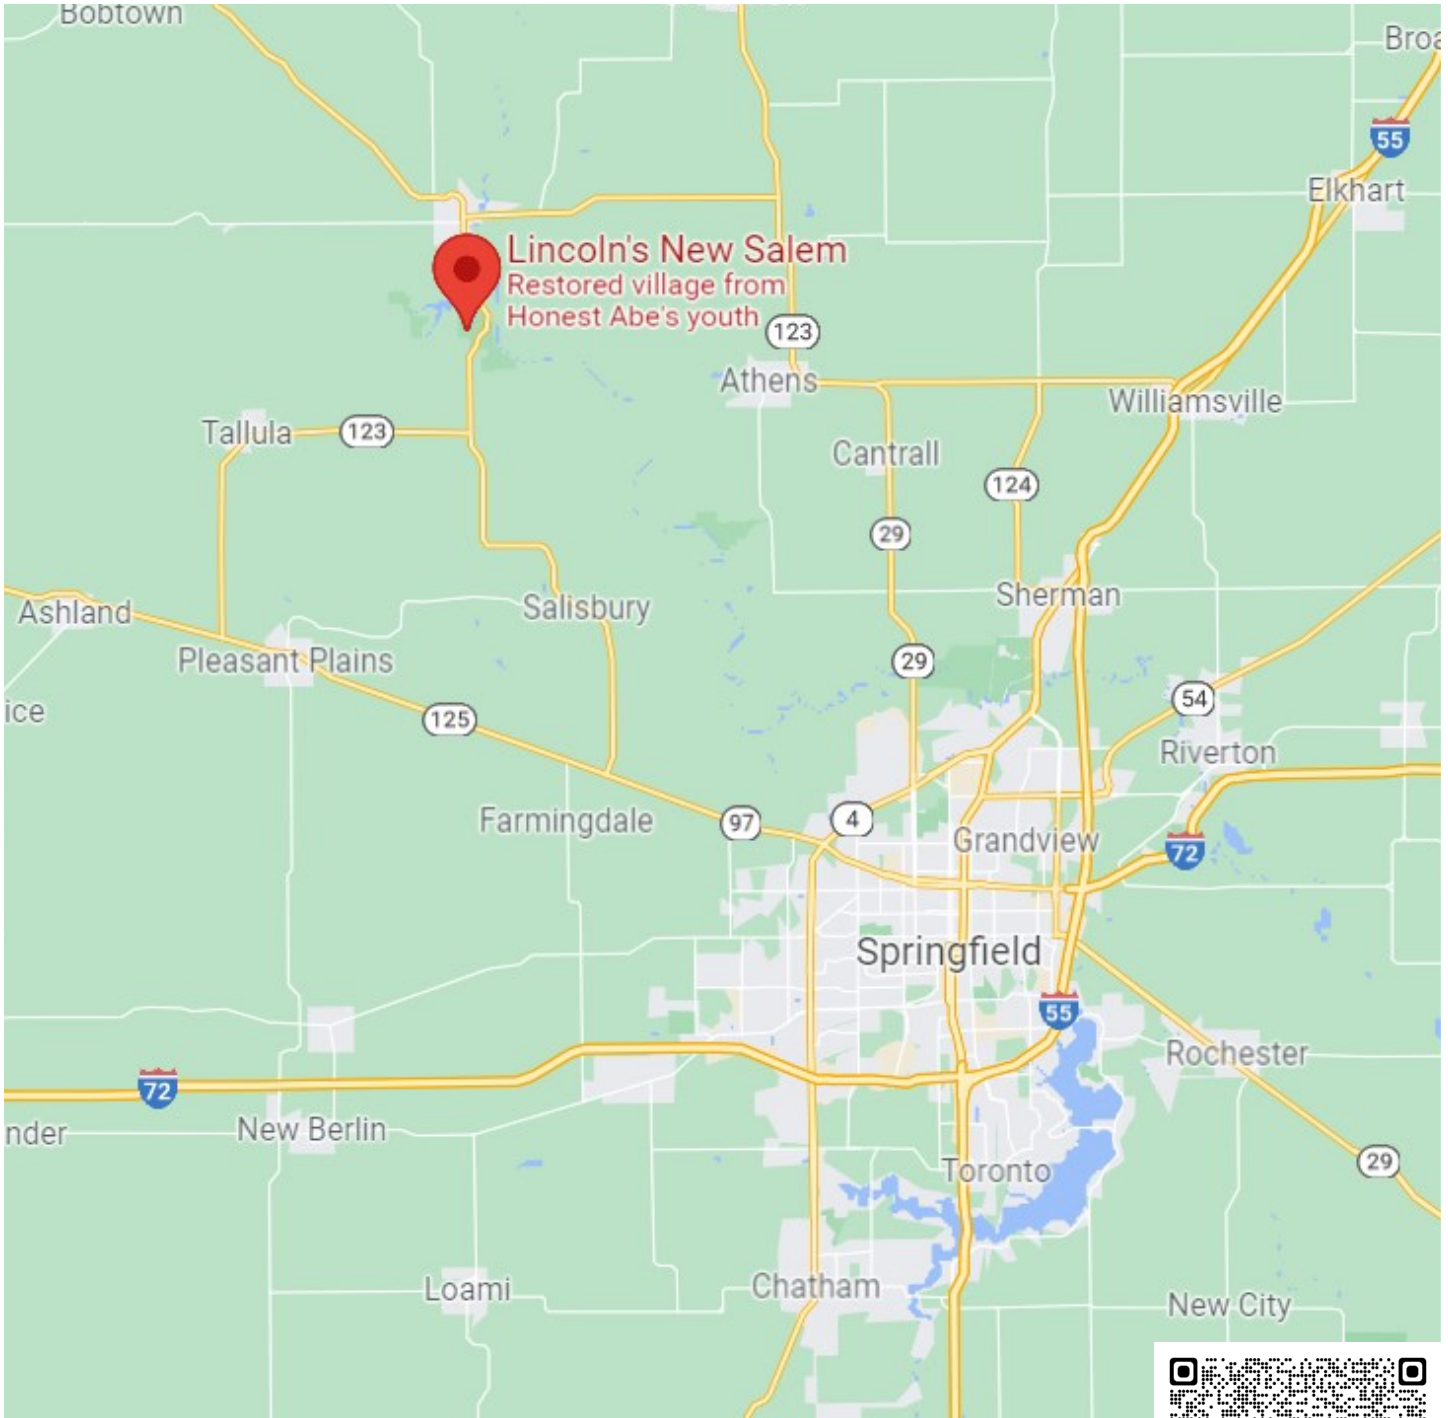 Bobtown
Broa
55
Elkhart
Lincoln's New Salem
Restored village from
Honest Abe's youth
123
Athens
Williamsville
Tallula
123
Cantrall
124
29
Ashland
Salisbury
Sherman
Pleasant Plains
29
ice
125
54
Riverton
Farmingdale
97
4
Grandview
72
Springfield
55
Rochester
72
nder
New Berlin
29
Toronto
Loami
Chatham
New City